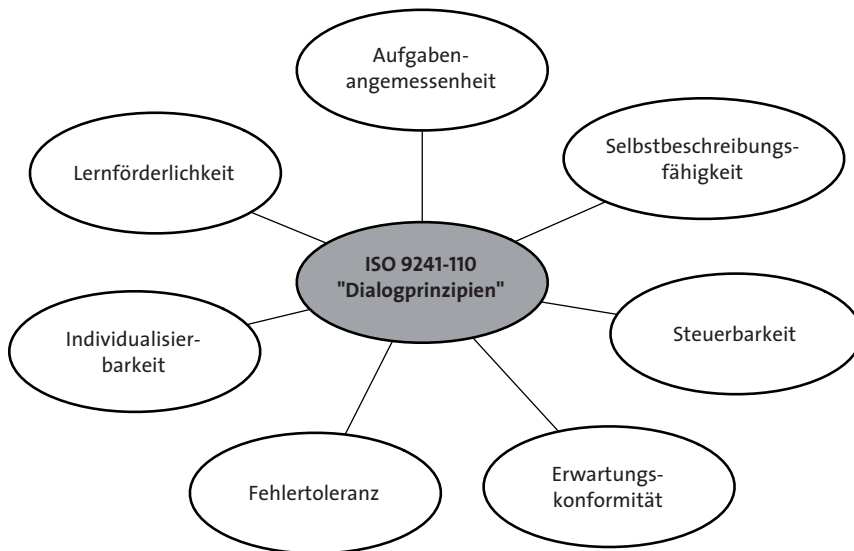 Aufgaben-
angemessenheit
Selbstbeschreibungs-
fähigkeit
Lernförderlichkeit
ISO 9241-110
"Dialogprinzipien"
Steuerbarkeit
Individualisier-
barkeit
Erwartungs-
konformität
Fehlertoleranz